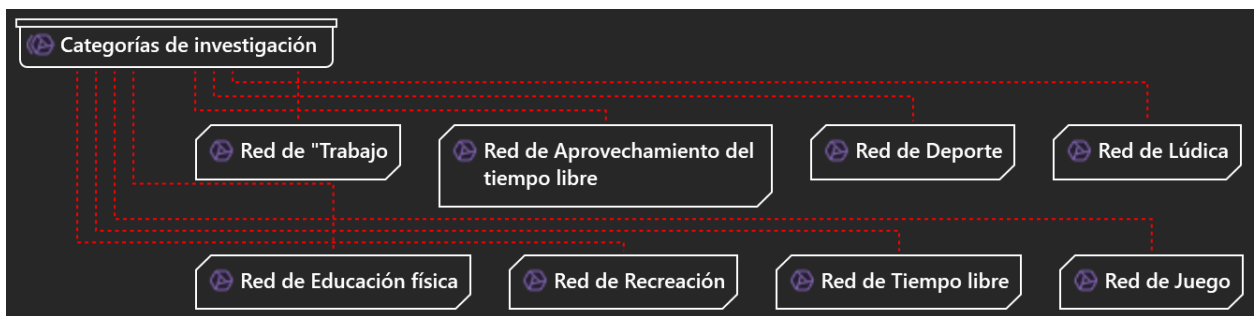 Categorías de investigación
Red de "Trabajo
Red de Aprovechamiento del
tiempo libre
Red de Deporte
Red de Lúdica
Red de Educación física
Red de Recreación
Red de Tiempo libre
Red de Juego